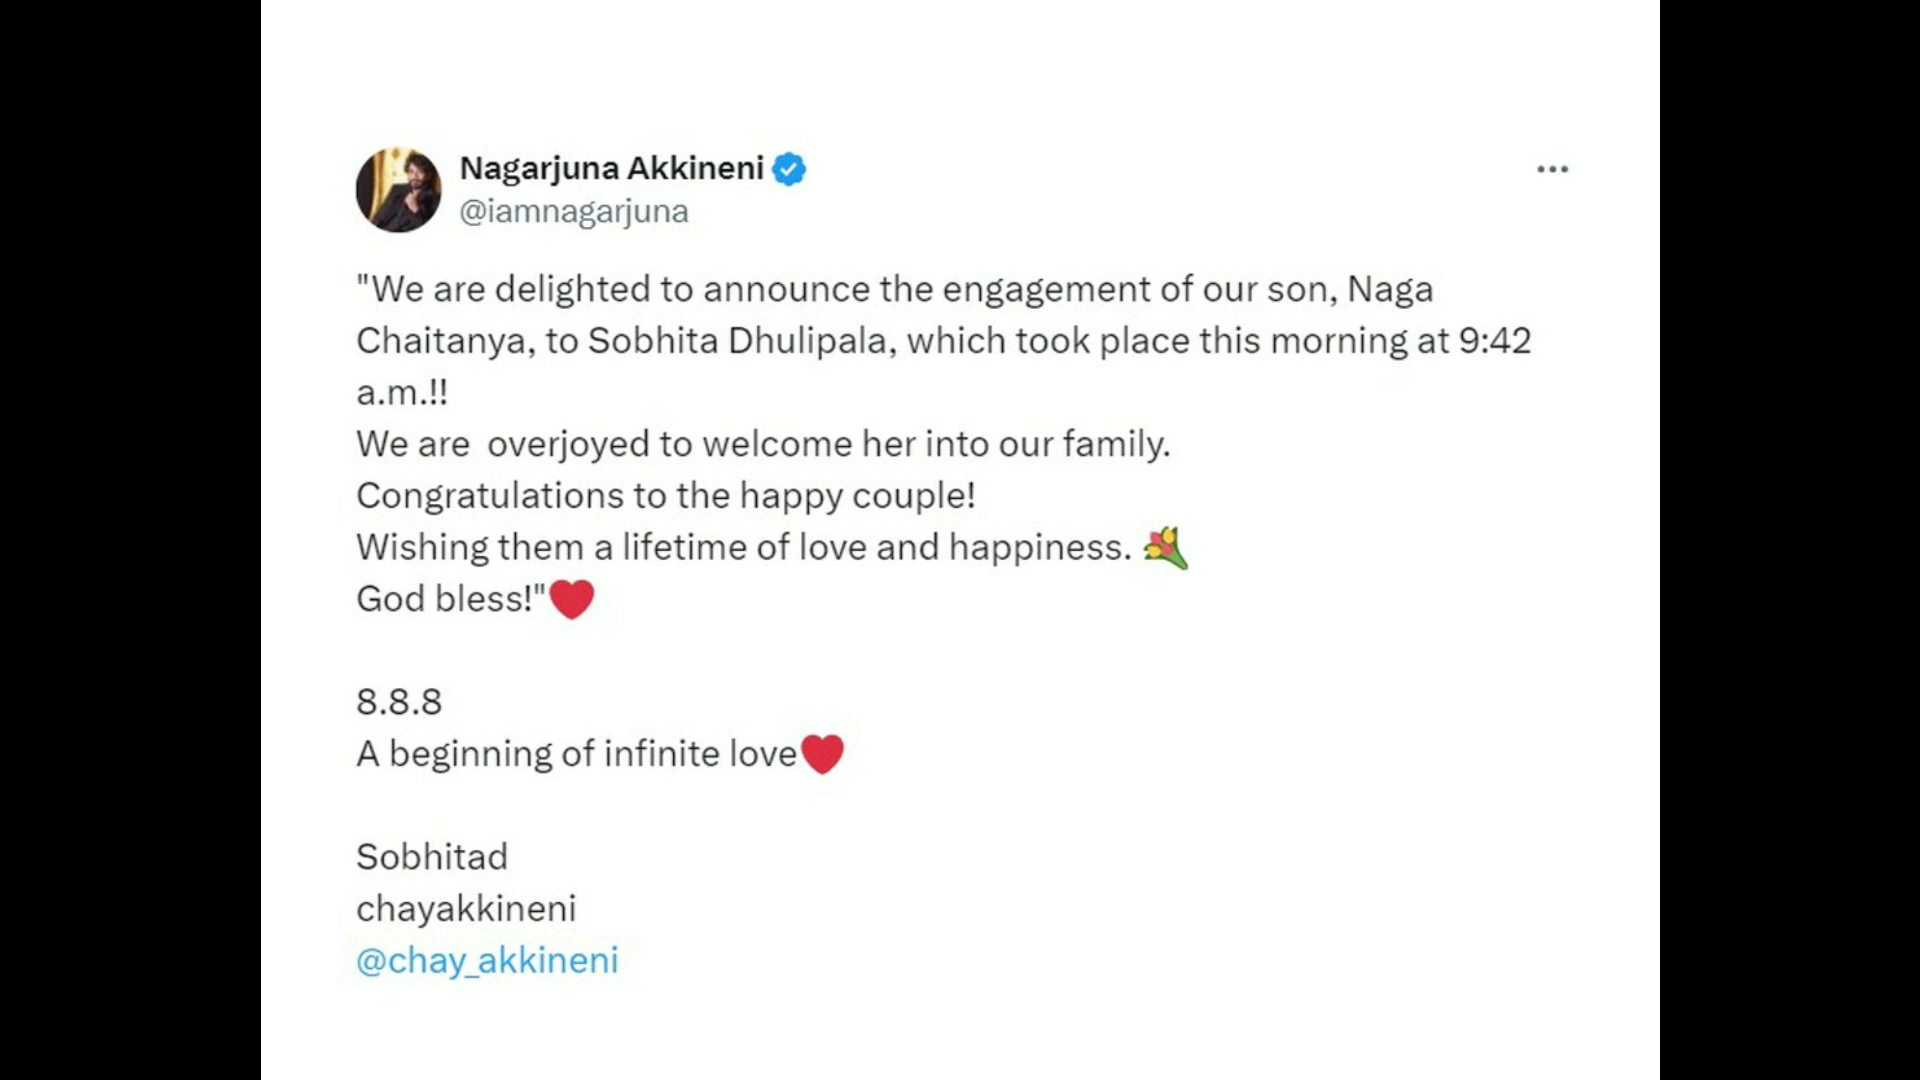 Nagarjuna Akkineni
@iamnagarjuna
"We are delighted to announce the engagement of our son, Naga
Chaitanya, to Sobhita Dhulipala, which took place this morning at 9:42
a.m.!!
We are  overjoyed to welcome her into our family.
Congratulations to the happy couple!
Wishing them a lifetime of love and happiness. 💐
God bless!"❤️
8.8.8
A beginning of infinite love❤️
Sobhitad
chayakkineni
@chay_akkineni